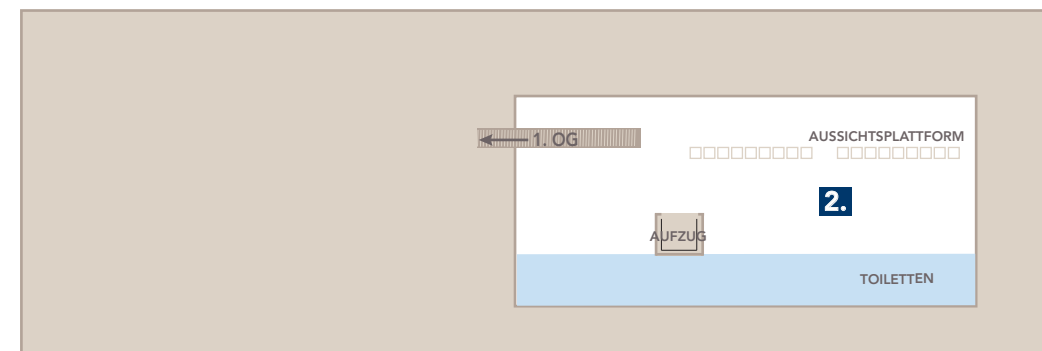 1. OG
AUSSICHTSPLATTFORM
2.
AUFZUG
TOILETTEN